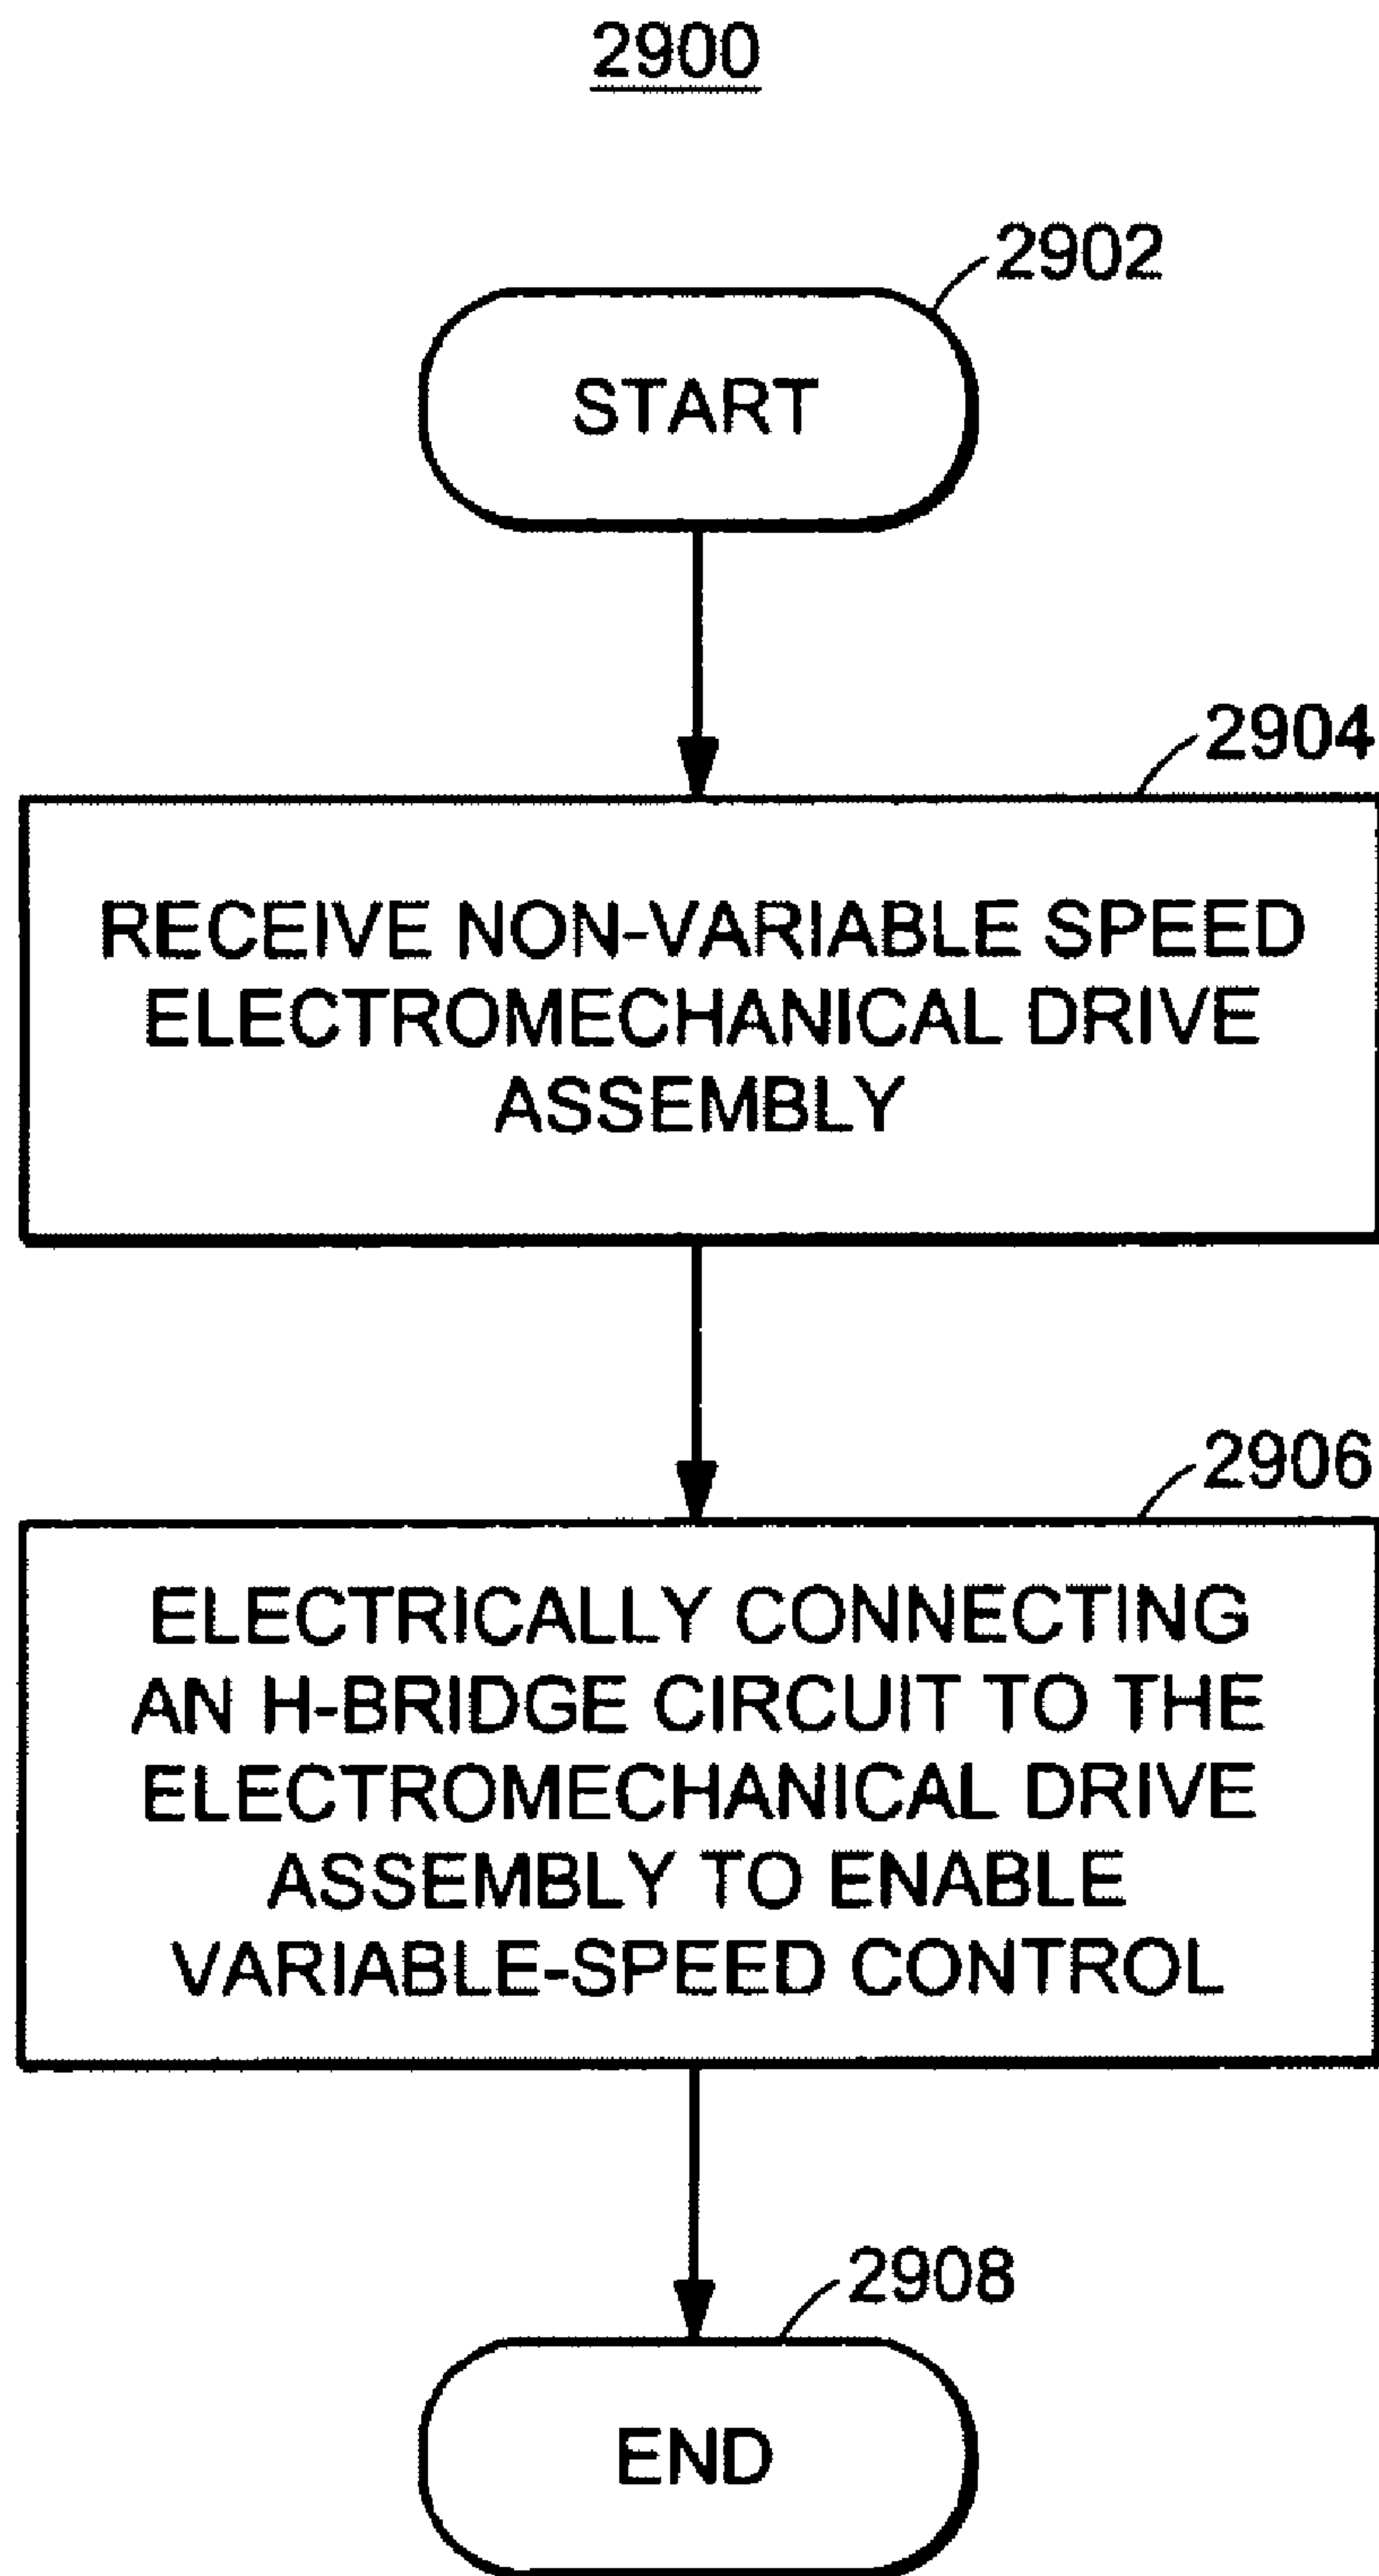 2900
2902
START
2904
RECEIVE NON-VARIABLE SPEED
ELECTROMECHANICAL DRIVE
ASSEMBLY
2906
ELECTRICALLY CONNECTING
AN H-BRIDGE CIRCUIT TO THE
ELECTROMECHANICAL DRIVE
ASSEMBLY TO ENABLE
VARIABLE-SPEED CONTROL
2908
END